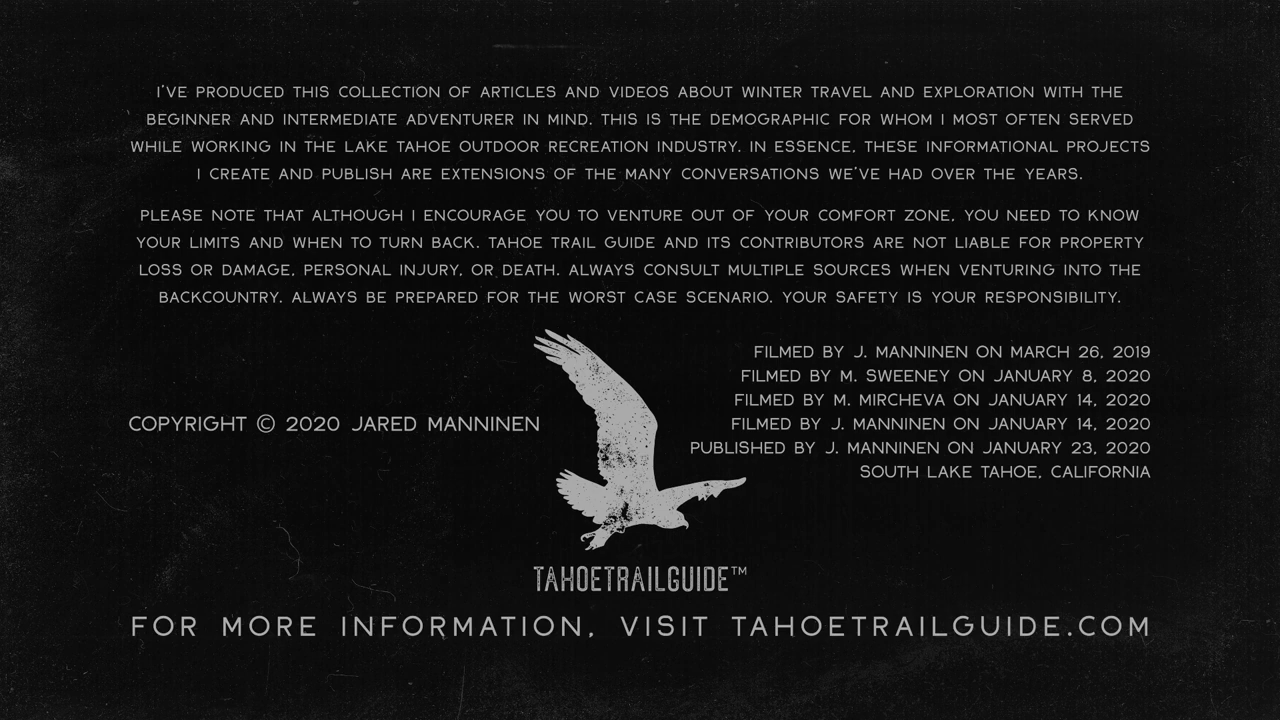 I'VE PRODUCED THIS COLLECTION OF ARTICLES AND VIDEOS ABOUT WINTER TRAVEL AND EXPLORATION WITH THE
BEGINNER AND INTERMEDIATE ADVENTURER IN MIND. THIS IS THE DEMOGRAPHIC FOR WHOM I MOST OFTEN SERVED
WHILE WORKING IN THE LAKE TAHOE OUTDOOR RECREATION INDUSTRY. IN ESSENCE, THESE INFORMATIONAL PROJECTS
I CREATE AND PUBLISH ARE EXTENSIONS OF THE MANY CONVERSATIONS WE'VE HAD OVER THE YEARS.
PLEASE NOTE THAT ALTHOUGH I ENCOURAGE YOU TO VENTURE OUT OF YOUR COMFORT ZONE, YOU NEED TO KNOW
YOUR LIMITS AND WHEN TO TURN BACK. TAHOE TRAIL GUIDE AND ITS CONTRIBUTORS ARE NOT LIABLE FOR PROPERTY
LOSS OR DAMAGE, PERSONAL INJURY, OR DEATH. ALWAYS CONSULT MULTIPLE SOURCES WHEN VENTURING INTO THE
BACKCOUNTRY. ALWAYS BE PREPARED FOR THE WORST CASE SCENARIO. YOUR SAFETY IS YOUR RESPONSIBILITY.
COPYRIGHT © 2020 JARED MANNINEN
FILMED BY J. MANNINEN ON MARCH 26, 2019
FILMED BY M. SWEENEY ON JANUARY 8, 2020
FILMED BY M. MIRCHEVA ON JANUARY 14, 2020
FILMED BY J. MANNINEN ON JANUARY 14, 2020
PUBLISHED BY J. MANNINEN ON JANUARY 23, 2020
SOUTH LAKE TAHOE, CALIFORNIA
TAHOETRAILGUIDE™
FOR MORE INFORMATION, VISIT TAHOETRAILGUIDE.COM